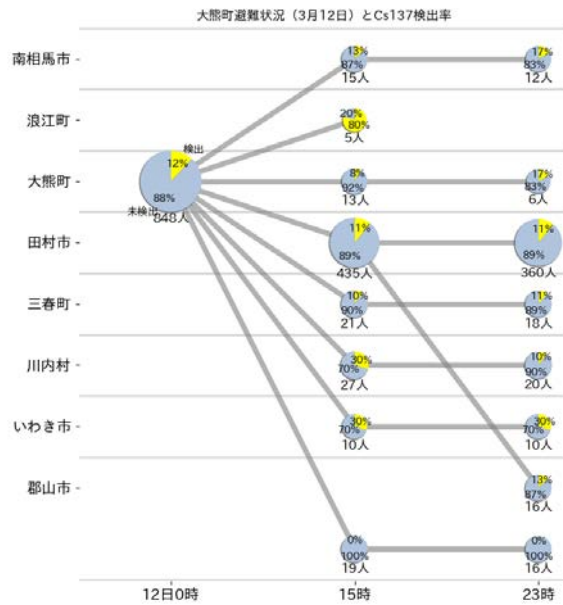 大熊町避難状況（3月12日）とCs137検出率
南相馬市
13%
87%
15人
17%
83%
12人
浪江町
20%
80%
5人
検出
12%
大熊町
88%
未検出
848人
8%
92%
13人
17%
83%
6人
田村市
11%
89%
435人
11%
89%
360人
三春町
10%
90%
21人
11%
89%
18人
川内村
30%
70%
27人
10%
90%
20人
いわき市
30%
70%
10人
30%
70%
10人
郡山市
13%
87%
16人
0%
100%
19人
0%
100%
16人
12日0時
15時
23時